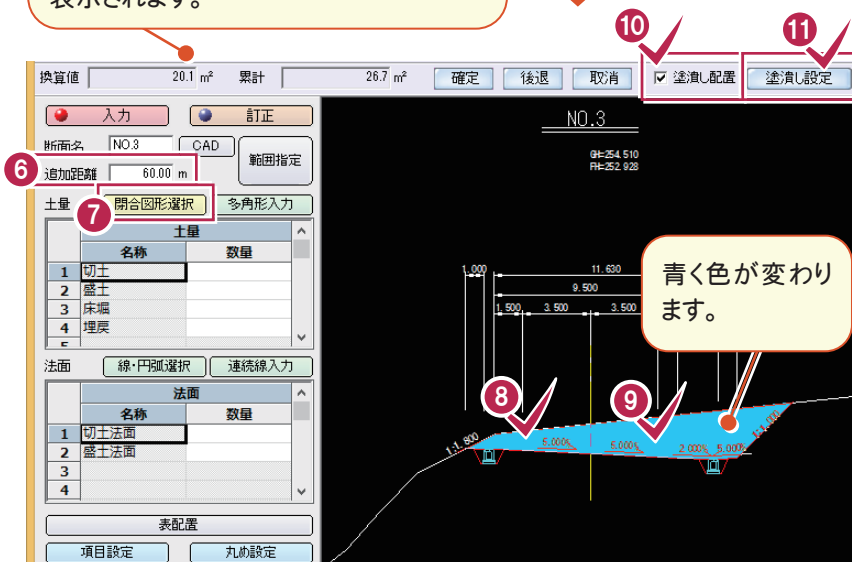 表示されます。
⑩ ⑪
換算値 20.1 m² 累計 26.7 m² 確定 後退 取消 塗潰し配置 塗潰し設定
入力 訂正
断面名 NO.3 CAD 範囲指定
⑥ 追加距離 60.00 m
土量 ⑦ 閉合図形選択 多角形入力
土量
名称 数量
1 切土
2 盛土
3 床堀
4 埋戻
5
法面 線・円弧選択 連続線入力
法面
名称 数量
1 切土法面
2 盛土法面
3
4
表配置
項目設定 丸め設定
NO.3
GH=254.510
FH=252.928
1.000 11.630
9.500
1.500 3.500 3.500
青く色が変わり
ます。
⑧ ⑨
1:1.800 5.000% 5.000% 2.000% 5.000%